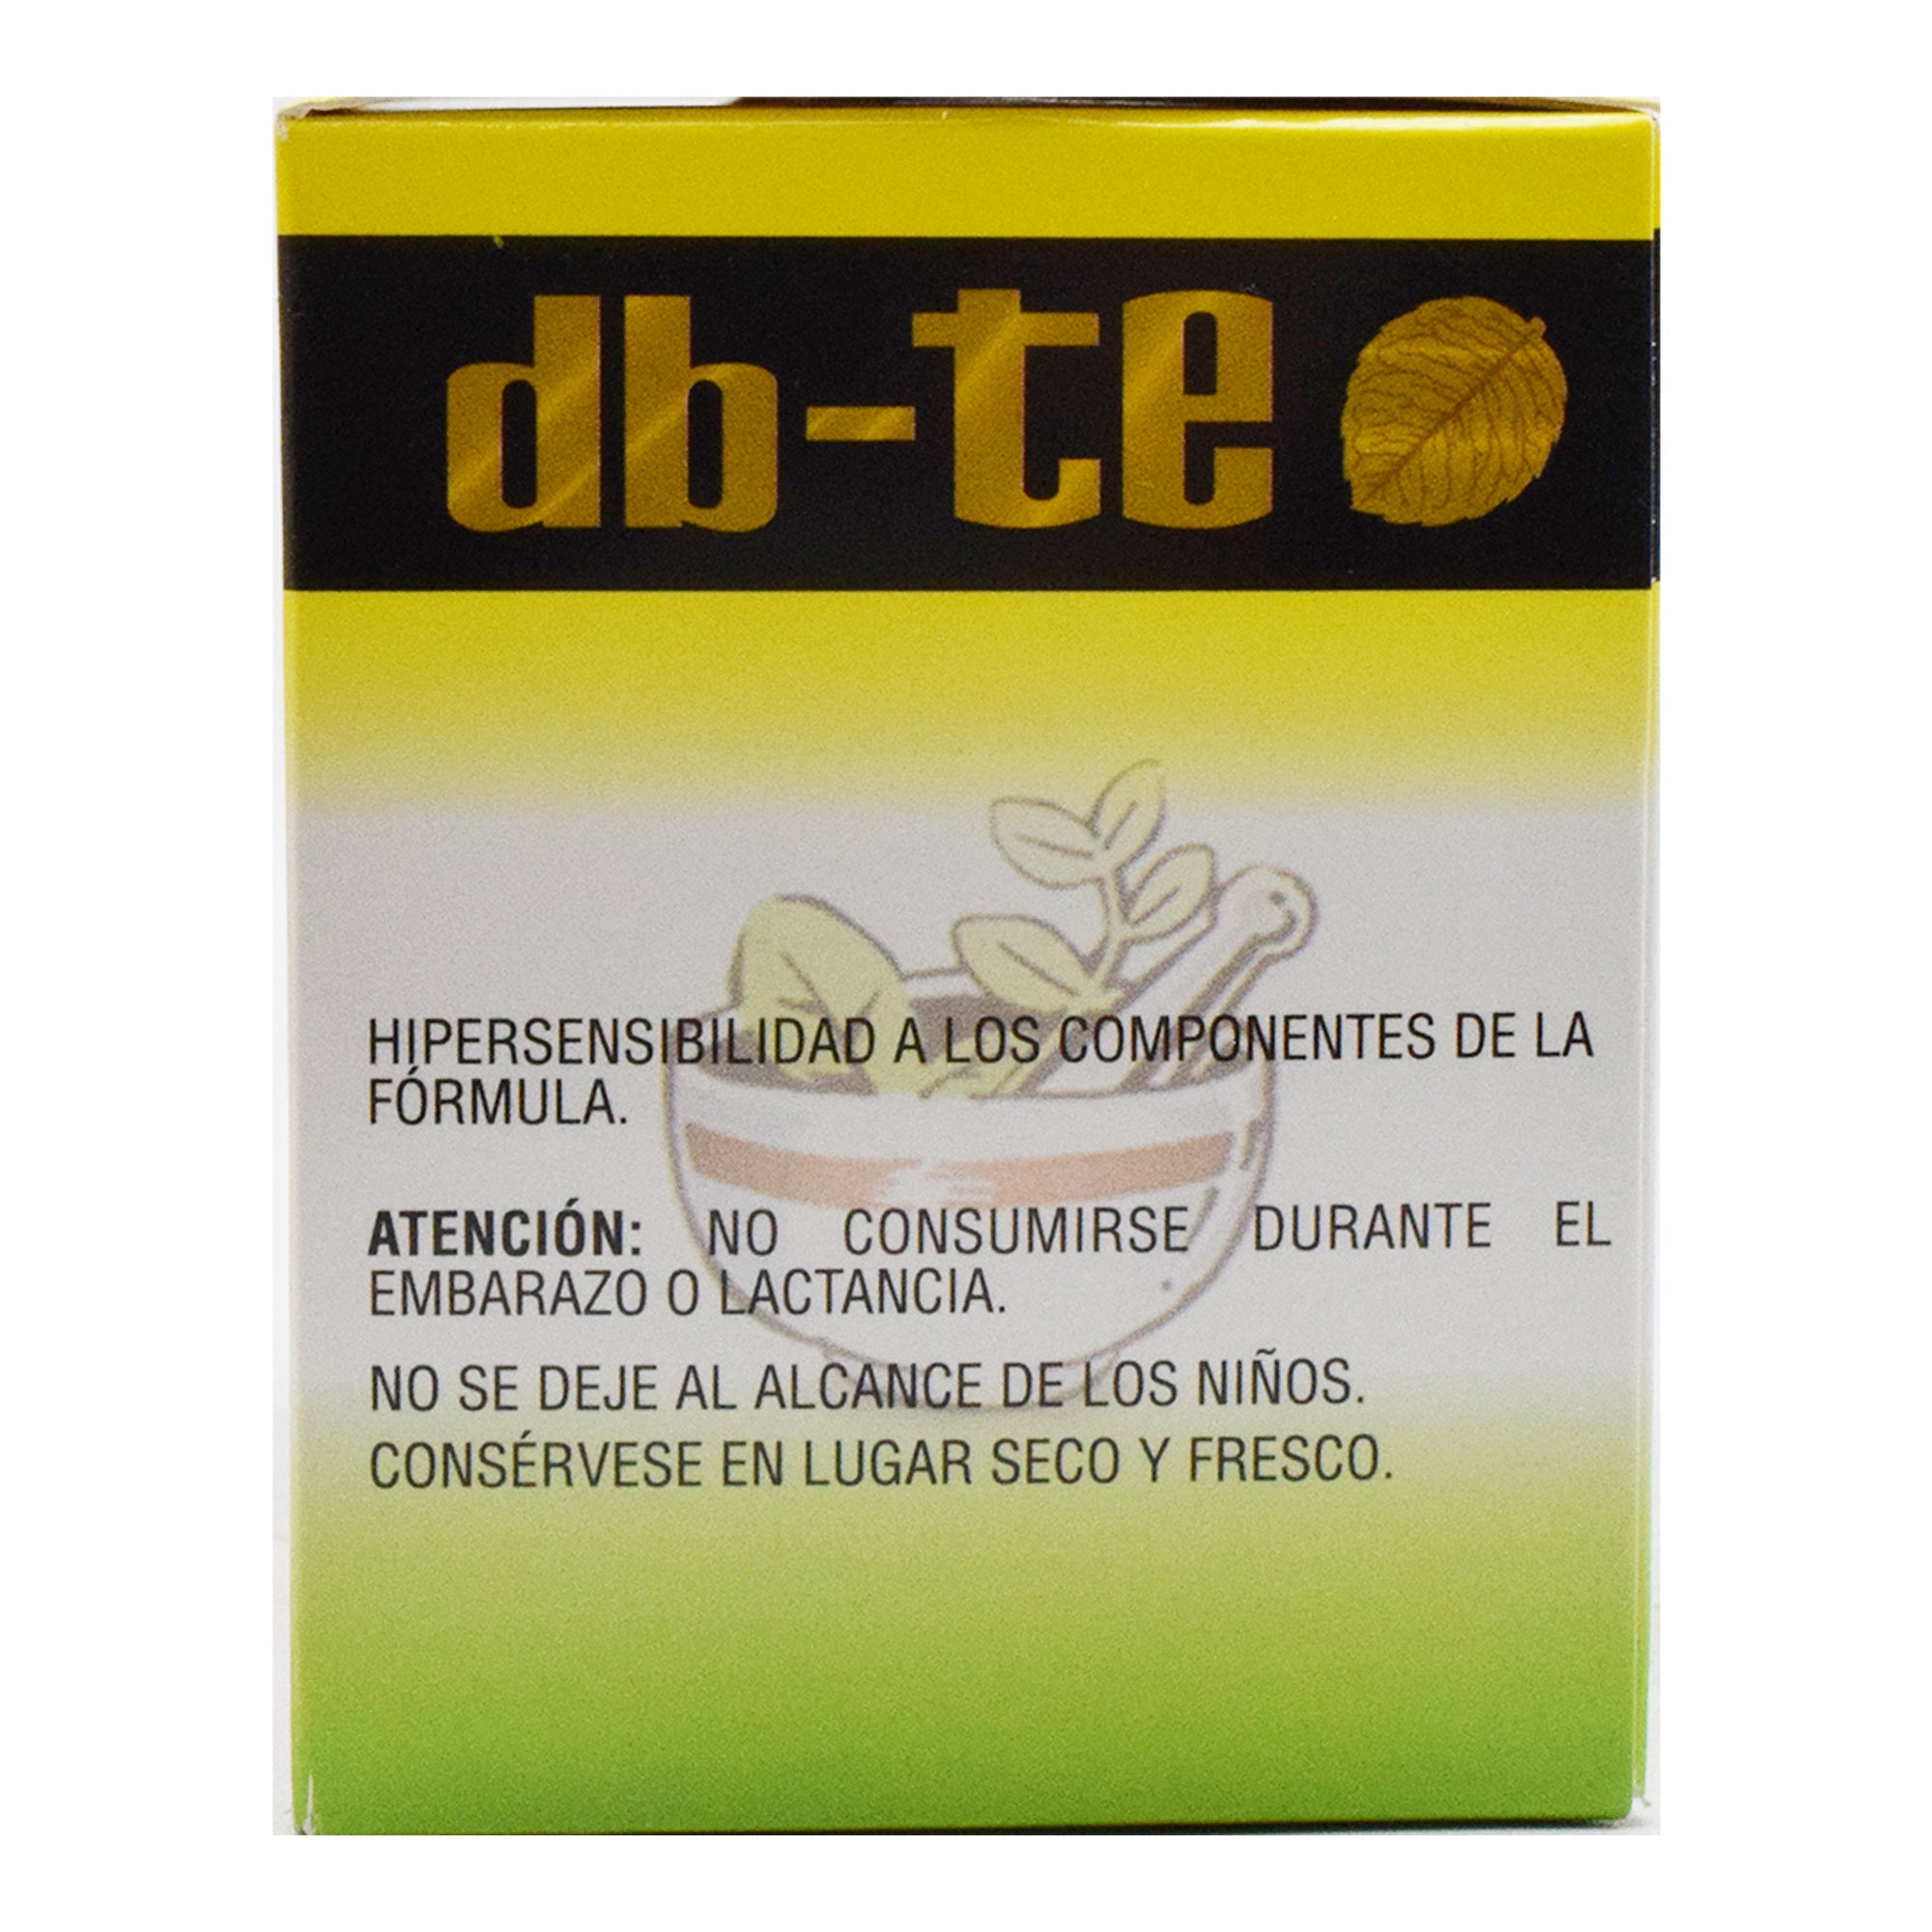 db-te
HIPERSENSIBILIDAD A LOS COMPONENTES DE LA
FÓRMULA.
ATENCIÓN: NO CONSUMIRSE DURANTE EL
EMBARAZO O LACTANCIA.
NO SE DEJE AL ALCANCE DE LOS NIÑOS.
CONSÉRVESE EN LUGAR SECO Y FRESCO.